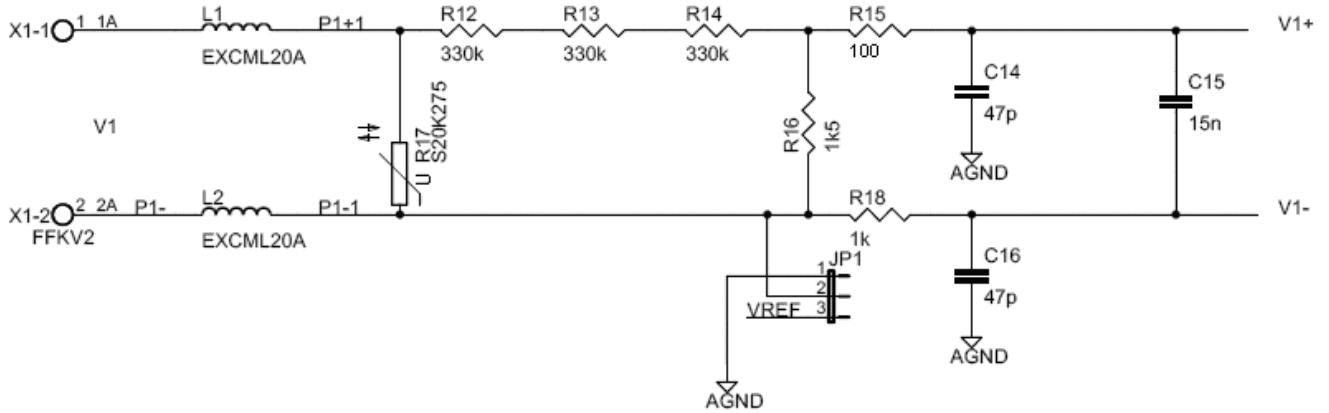 L1
R12
R13
R14
R15
V1+
X1-1
1
1A
P1+1
EXCML20A
330k
330k
330k
100
C14
47p
C15
15n
V1
R17
S20K275
U
R16
1k5
AGND
X1-2
2
2A
P1-
L2
P1-1
R18
V1-
FFKV2
EXCML20A
1k
JP1
C16
47p
1
2
VREF
3
AGND
AGND